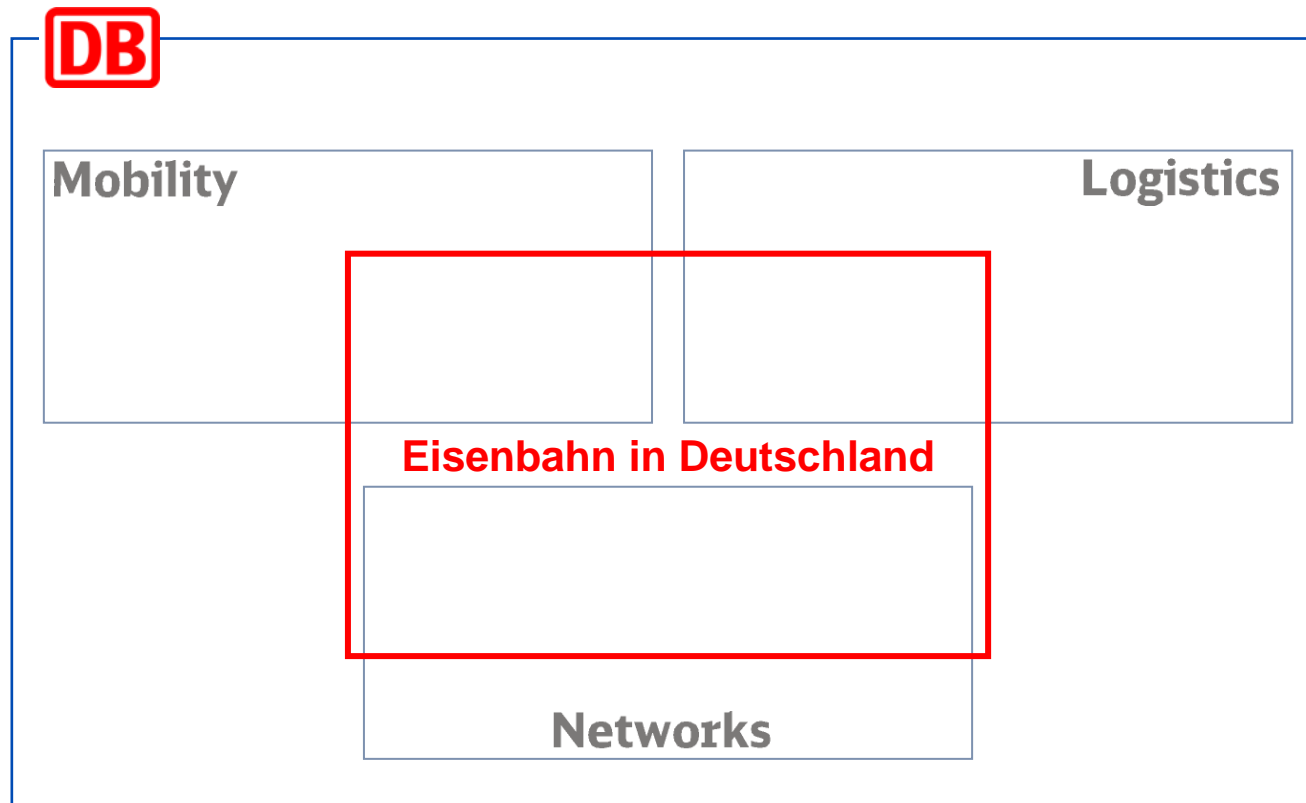 DB
Mobility
Logistics
Eisenbahn in Deutschland
Networks